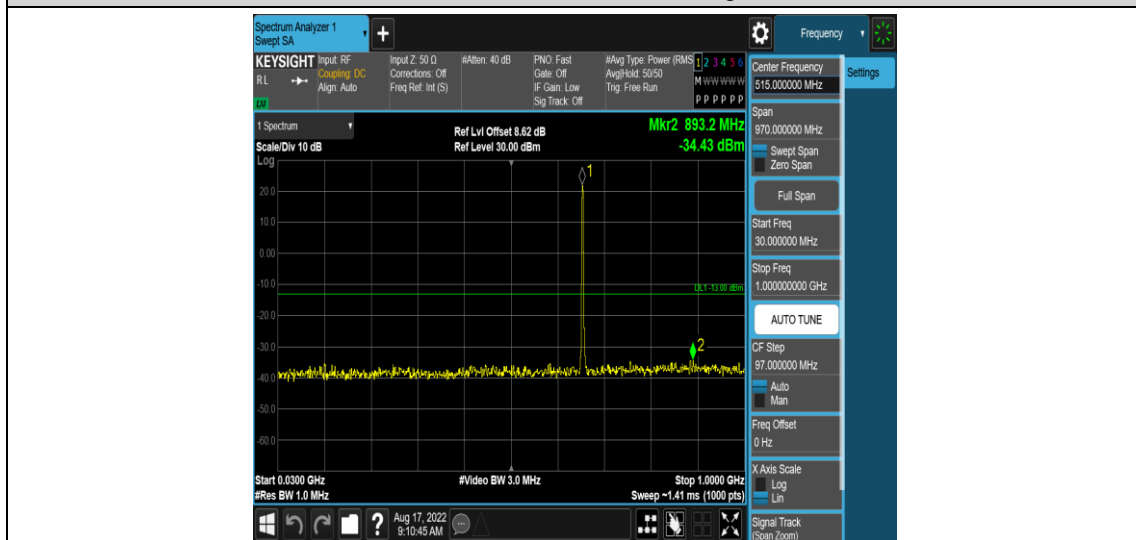 Spectrum Analyzer 1
Swept SA
+
Frequency
KEYSIGHT
RL
LXI
Input: RF
Coupling: DC
Align: Auto
Input Z: 50 Ω
Corrections: Off
Freq Ref: Int (S)
#Atten: 40 dB
PNO: Fast
Gate: Off
IF Gain: Low
Sig Track: Off
#Avg Type: Power (RMS
Avg|Hold: 50/50
Trig: Free Run
1 2 3 4 5 6
M W W W W W
P P P P P P
1 Spectrum
Scale/Div 10 dB
Ref Lvl Offset 8.62 dB
Ref Level 30.00 dBm
Mkr2 893.2 MHz
-34.43 dBm
Log
1
20.0
10.0
0.00
-10.0
DL1 -13.00 dBm
-20.0
-30.0
2
-40.0
-50.0
-60.0
Start 0.0300 GHz
#Res BW 1.0 MHz
#Video BW 3.0 MHz
Stop 1.0000 GHz
Sweep ~1.41 ms (1000 pts)
?
Aug 17, 2022
9:10:45 AM
Center Frequency
515.000000 MHz
Settings
Span
970.000000 MHz
Swept Span
Zero Span
Full Span
Start Freq
30.000000 MHz
Stop Freq
1.000000000 GHz
AUTO TUNE
CF Step
97.000000 MHz
Auto
Man
Freq Offset
0 Hz
X Axis Scale
Log
Lin
Signal Track
(Span Zoom)